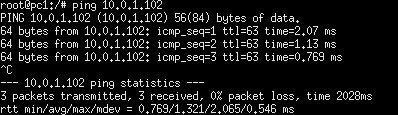 root@pc1:/# ping 10.0.1.102
PING 10.0.1.102 (10.0.1.102) 56(84) bytes of data.
64 bytes from 10.0.1.102: icmp_seq=1 ttl=63 time=2.07 ms
64 bytes from 10.0.1.102: icmp_seq=2 ttl=63 time=1.13 ms
64 bytes from 10.0.1.102: icmp_seq=3 ttl=63 time=0.769 ms
^C
--- 10.0.1.102 ping statistics ---
3 packets transmitted, 3 received, 0% packet loss, time 2028ms
rtt min/avg/max/mdev = 0.769/1.321/2.065/0.546 ms